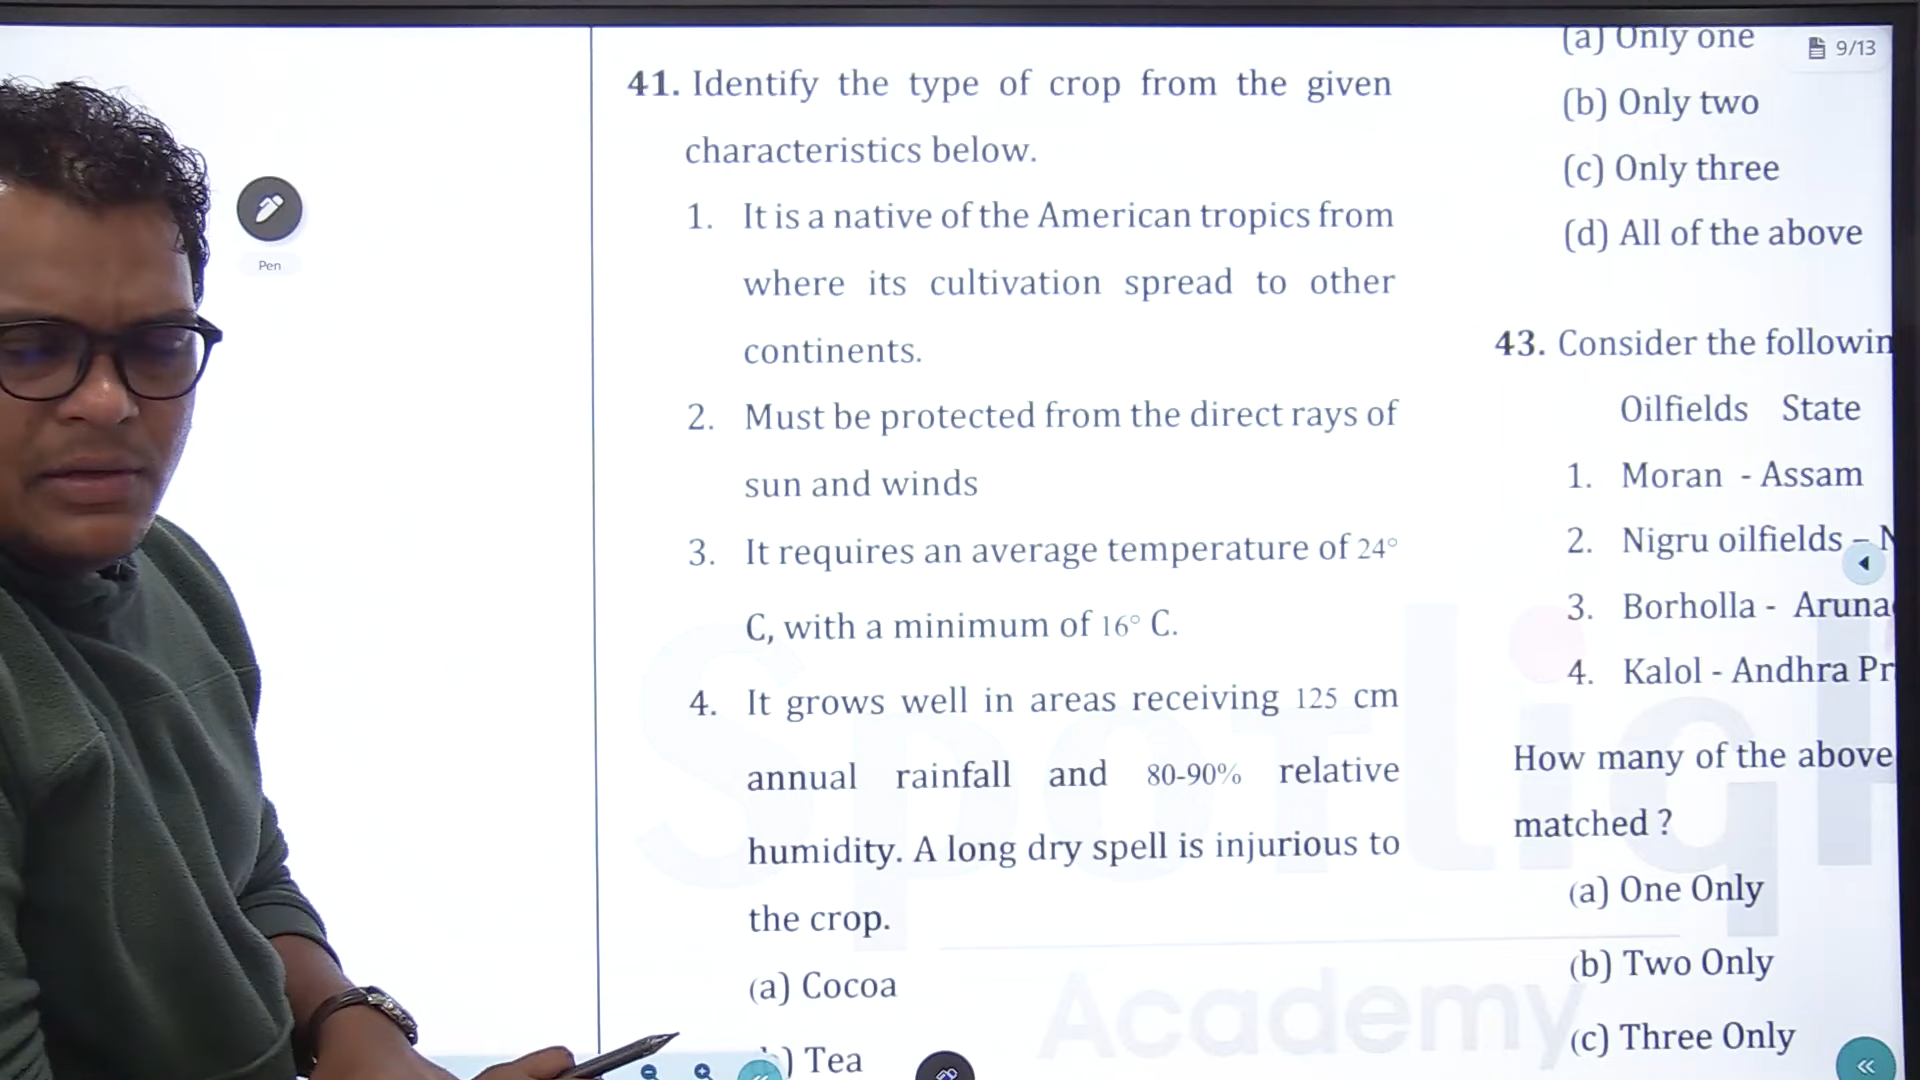 Pen
41. Identify the type of crop from the given
characteristics below.
1. It is a native of the American tropics from
where its cultivation spread to other
continents.
2. Must be protected from the direct rays of
sun and winds
3. It requires an average temperature of 24°
C, with a minimum of 16° C.
4. It grows well in areas receiving 125 cm
annual rainfall and 80-90% relative
humidity. A long dry spell is injurious to
the crop.
(a) Cocoa
) Tea
(a) Only one
9/13
(b) Only two
(c) Only three
(d) All of the above
43. Consider the followin
Oilfields State
1. Moran - Assam
2. Nigru oilfields –
3. Borholla - Aruna
4. Kalol - Andhra Pr
How many of the above
matched ?
(a) One Only
(b) Two Only
(c) Three Only
Academy